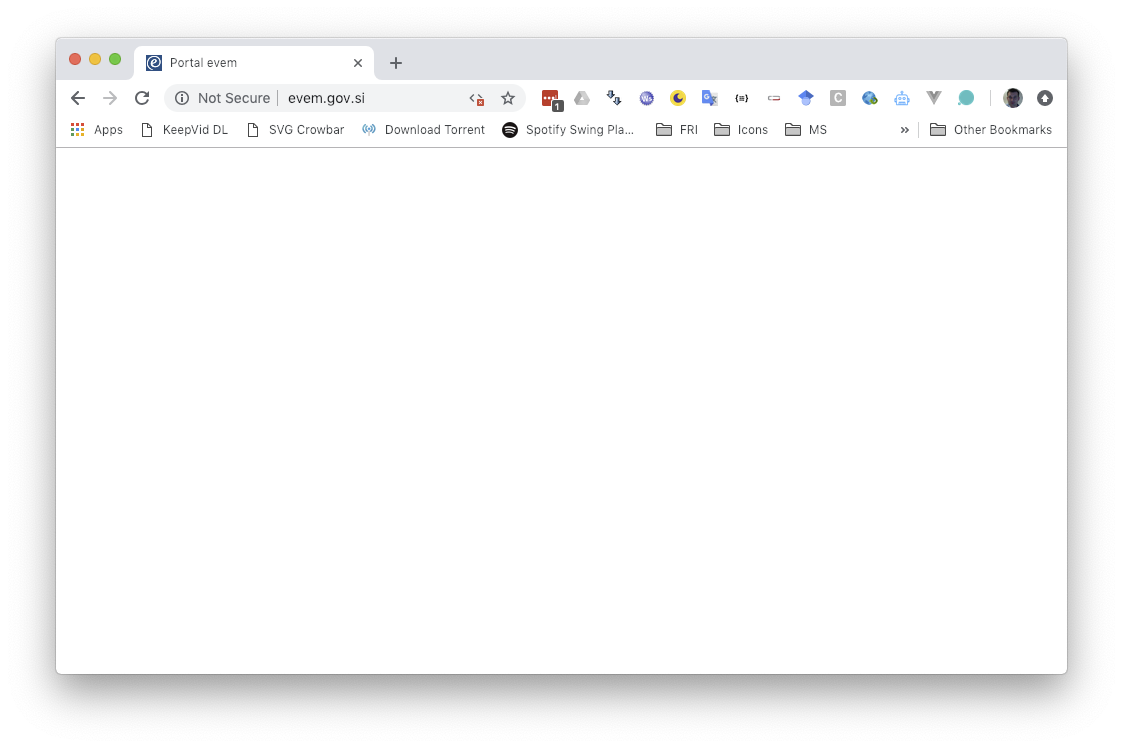 Portal evem
Not Secure evem.gov.si 1 Ws G {≡} C
Apps KeepVid DL SVG Crowbar Download Torrent Spotify Swing Pla... FRI Icons MS » Other Bookmarks